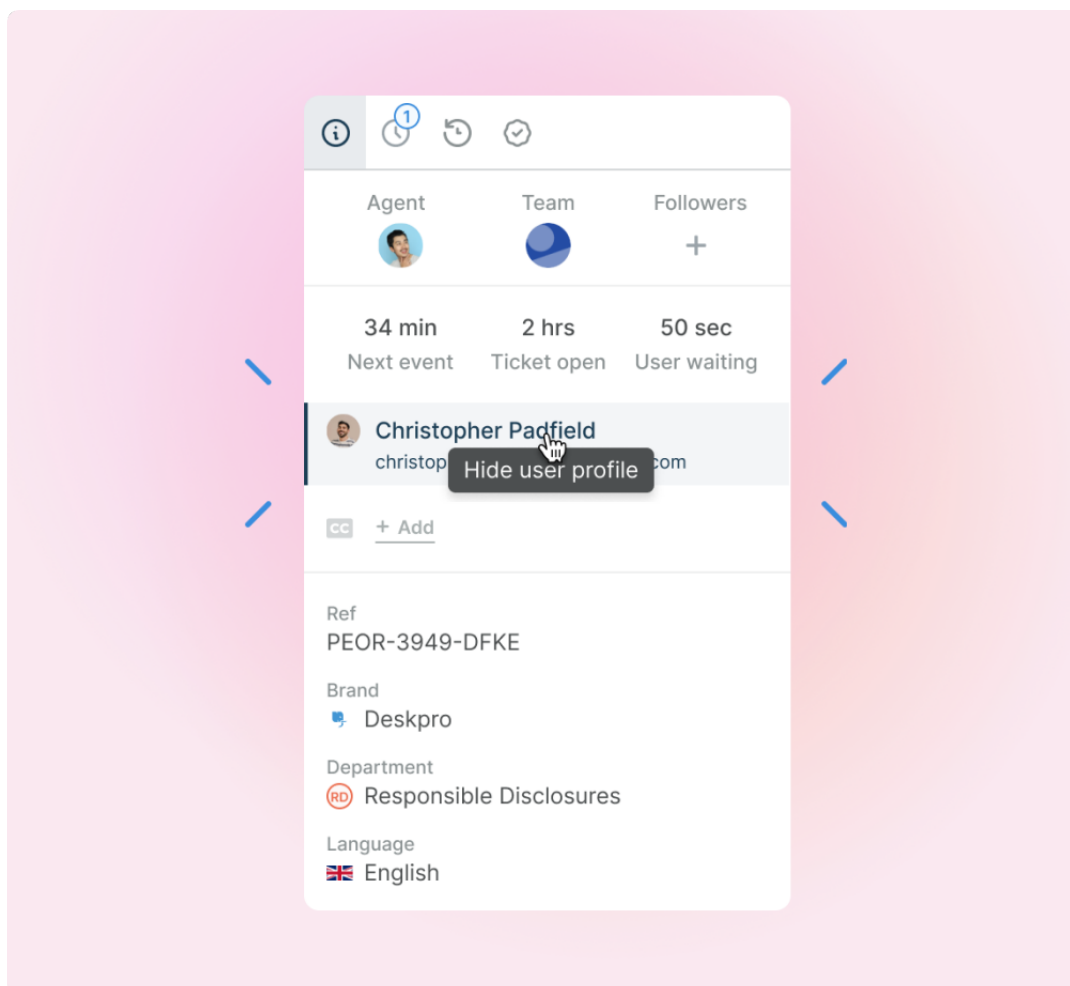 1
Agent Team Followers
34 min 2 hrs 50 sec
Next event Ticket open User waiting
Christopher Padfield
christop com
Hide user profile
CC + Add
Ref
PEOR-3949-DFKE
Brand
Deskpro
Department
RD Responsible Disclosures
Language
English